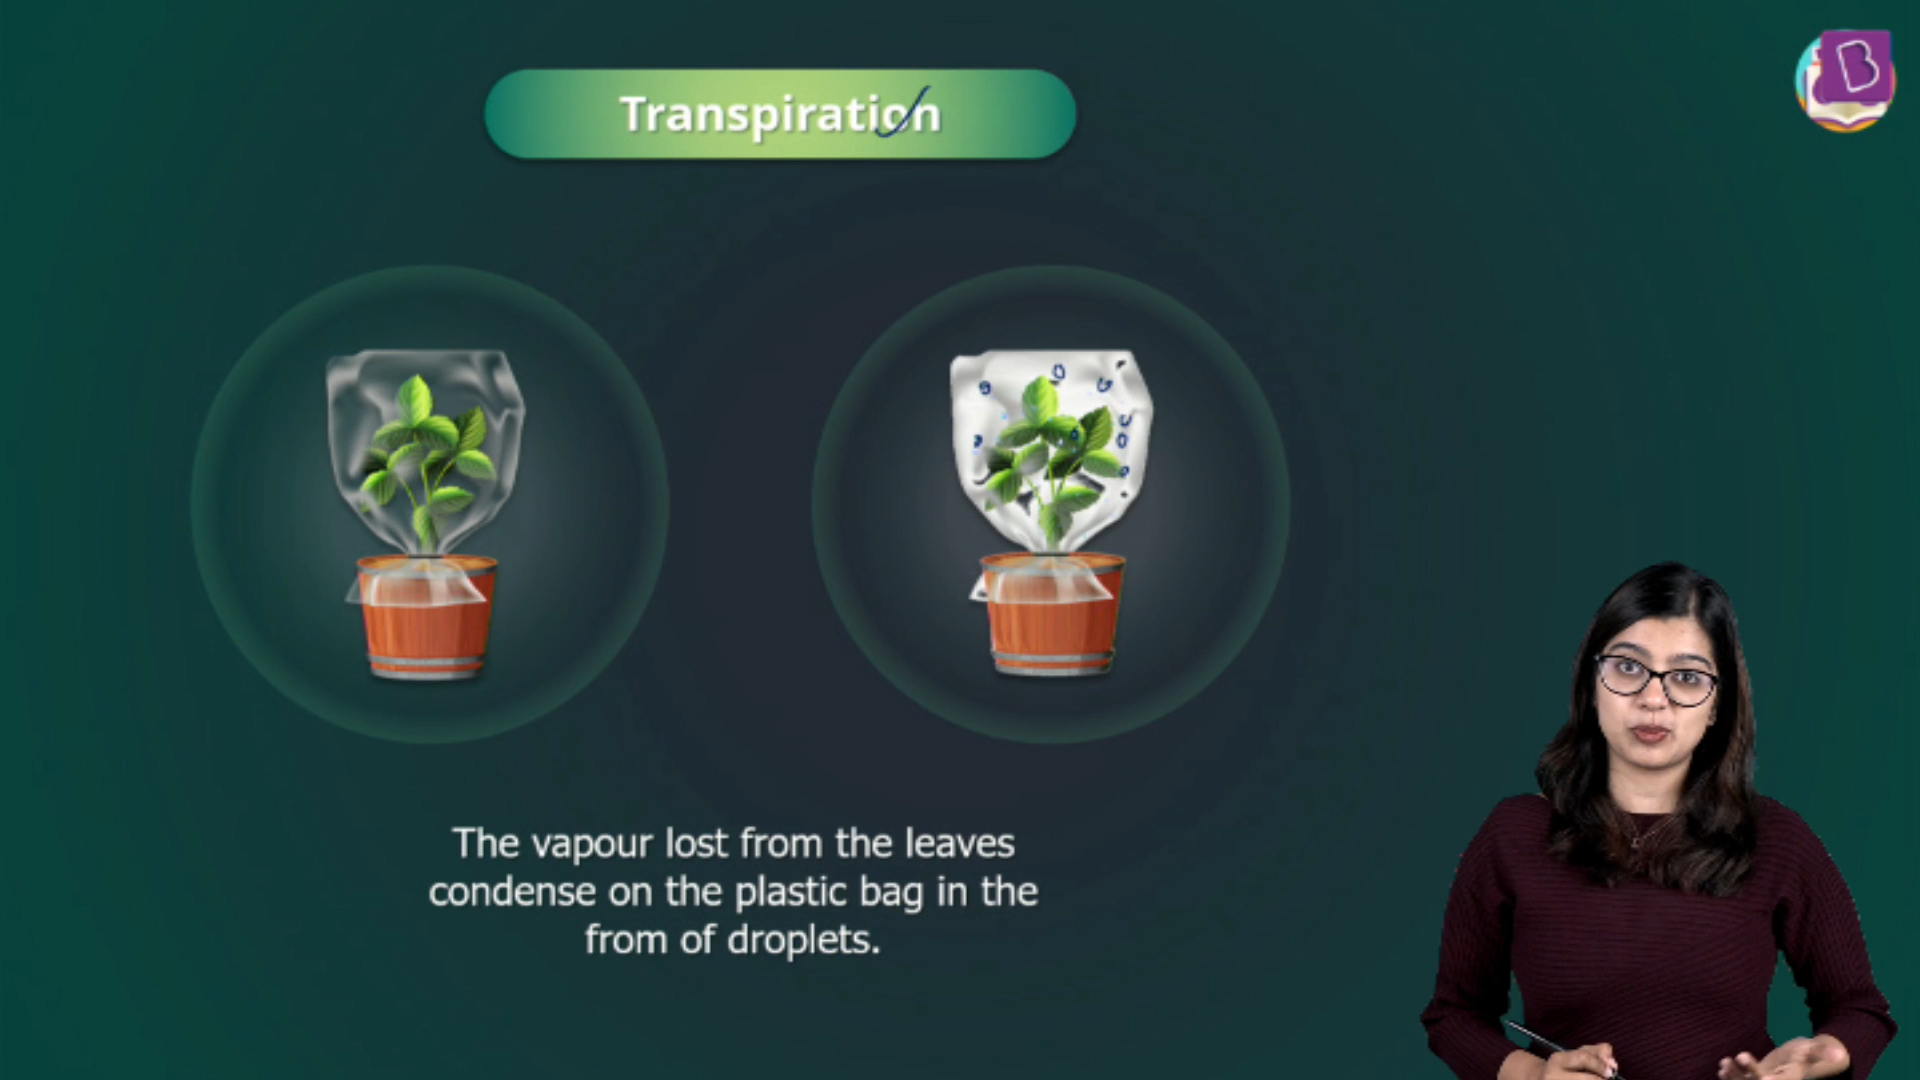 Transpiration
B
The vapour lost from the leaves
condense on the plastic bag in the
from of droplets.